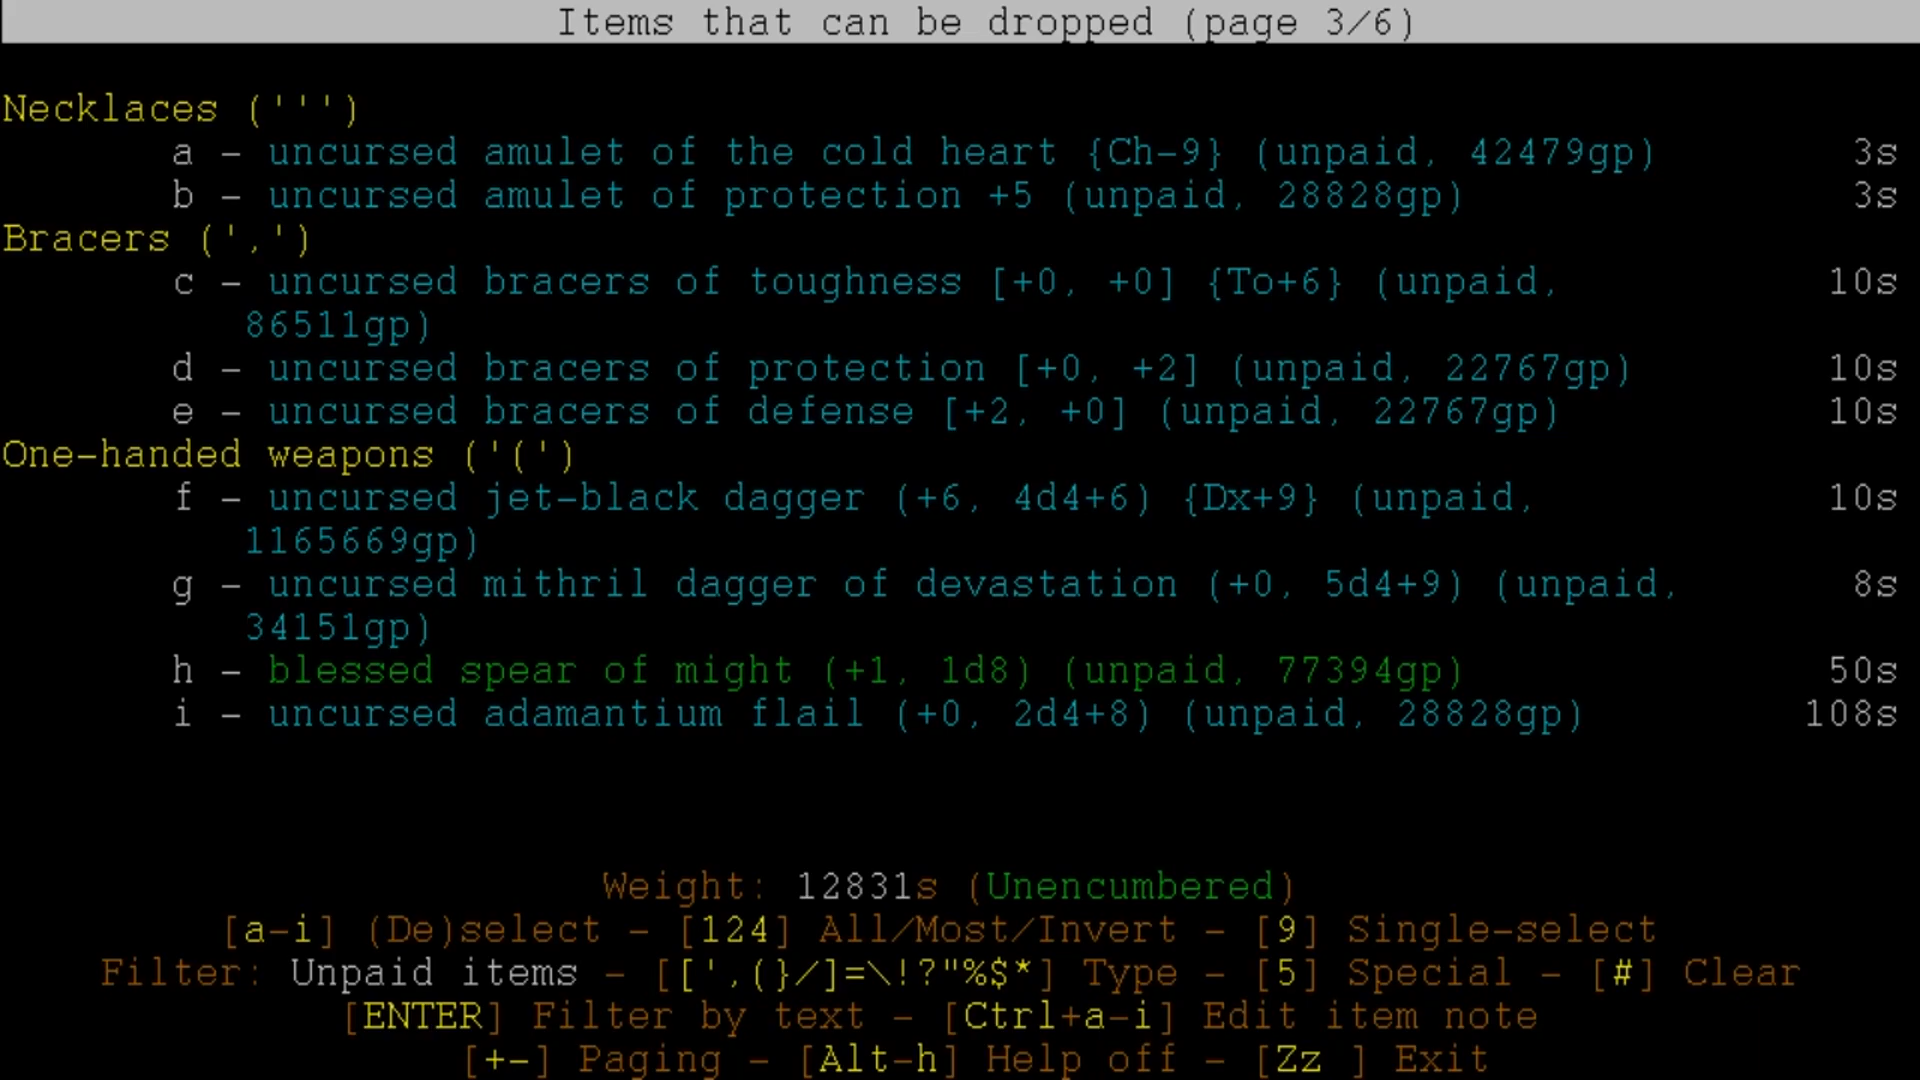 Items that can be dropped (page 3/6)
Necklaces (''')
a - uncursed amulet of the cold heart {Ch-9} (unpaid, 42479gp) 3s
b - uncursed amulet of protection +5 (unpaid, 28828gp) 3s
Bracers (',')
c - uncursed bracers of toughness [+0, +0] {To+6} (unpaid, 10s
86511gp)
d - uncursed bracers of protection [+0, +2] (unpaid, 22767gp) 10s
e - uncursed bracers of defense [+2, +0] (unpaid, 22767gp) 10s
One-handed weapons ('(')
f - uncursed jet-black dagger (+6, 4d4+6) {Dx+9} (unpaid, 10s
1165669gp)
g - uncursed mithril dagger of devastation (+0, 5d4+9) (unpaid, 8s
34151gp)
h - blessed spear of might (+1, 1d8) (unpaid, 77394gp) 50s
i - uncursed adamantium flail (+0, 2d4+8) (unpaid, 28828gp) 108s
Weight: 12831s (Unencumbered)
[a-i] (De)select - [124] All/Most/Invert - [9] Single-select
Filter: Unpaid items - [[',(}/]=\!?"%$*] Type - [5] Special - [#] Clear
[ENTER] Filter by text - [Ctrl+a-i] Edit item note
[+-] Paging - [Alt-h] Help off - [Zz ] Exit